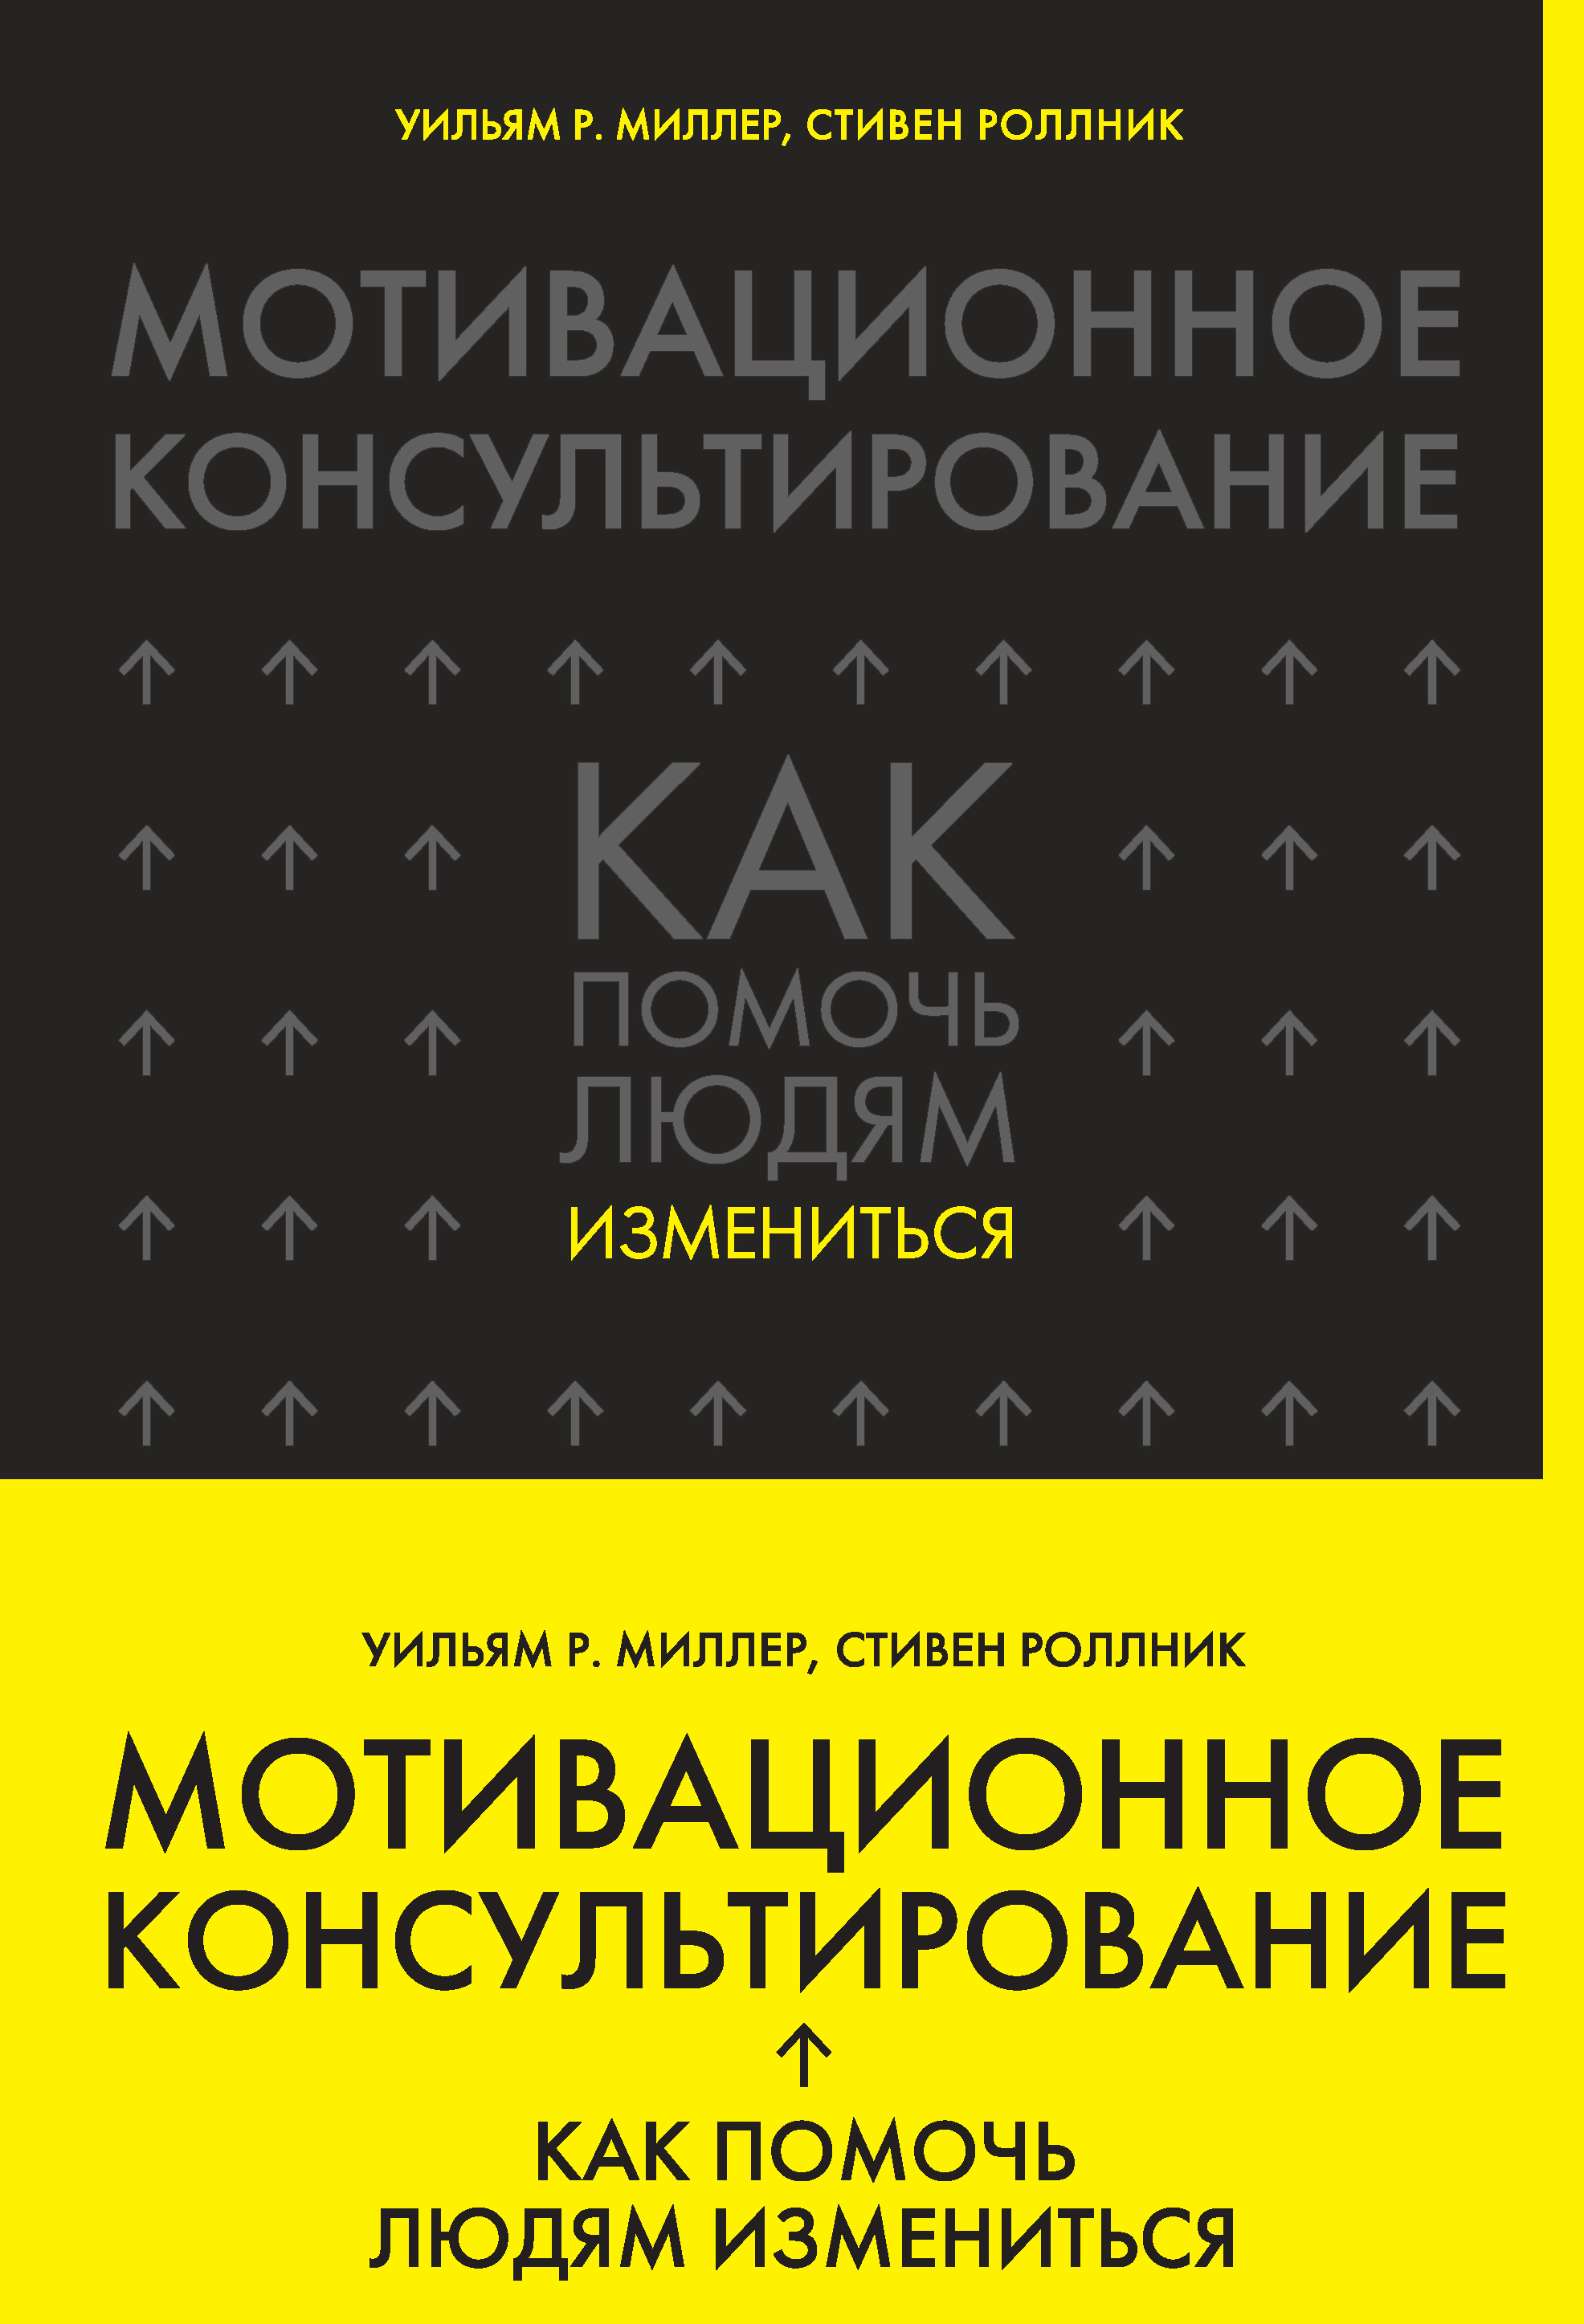 УИЛЬЯМ Р. МИЛЛЕР, СТИВЕН РОЛЛНИК
МОТИВАЦИОННОЕ
КОНСУЛЬТИРОВАНИЕ
КАК
ПОМОЧЬ
ЛЮДЯМ
ИЗМЕНИТЬСЯ
УИЛЬЯМ Р. МИЛЛЕР, СТИВЕН РОЛЛНИК
МОТИВАЦИОННОЕ
КОНСУЛЬТИРОВАНИЕ
КАК ПОМОЧЬ
ЛЮДЯМ ИЗМЕНИТЬСЯ